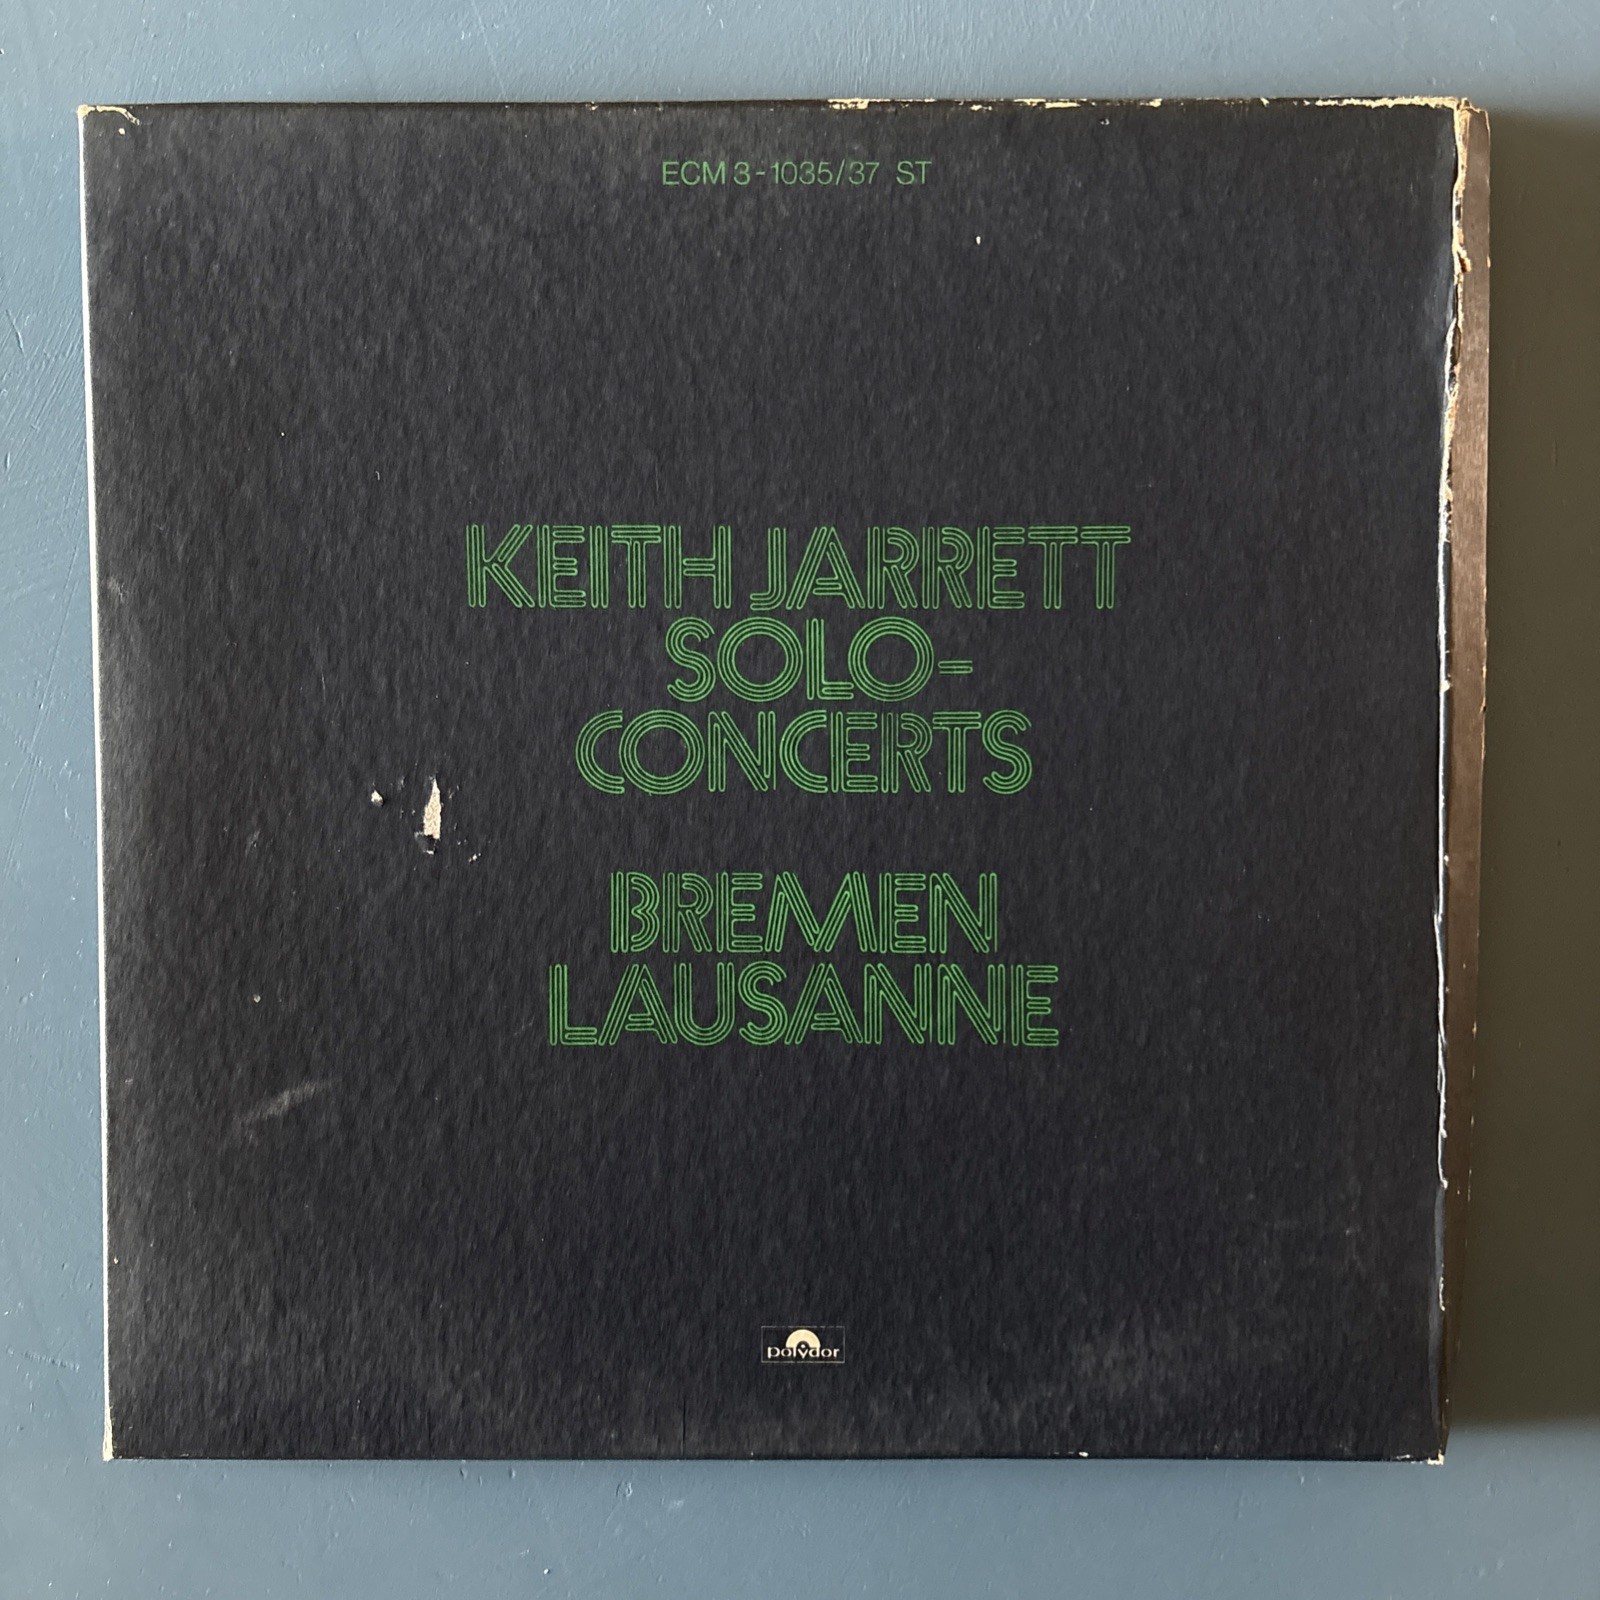 ECM 3-1035/37 ST
KEITH JARRETT
SOLO-
CONCERTS
BREMEN
LAUSANNE
polydor